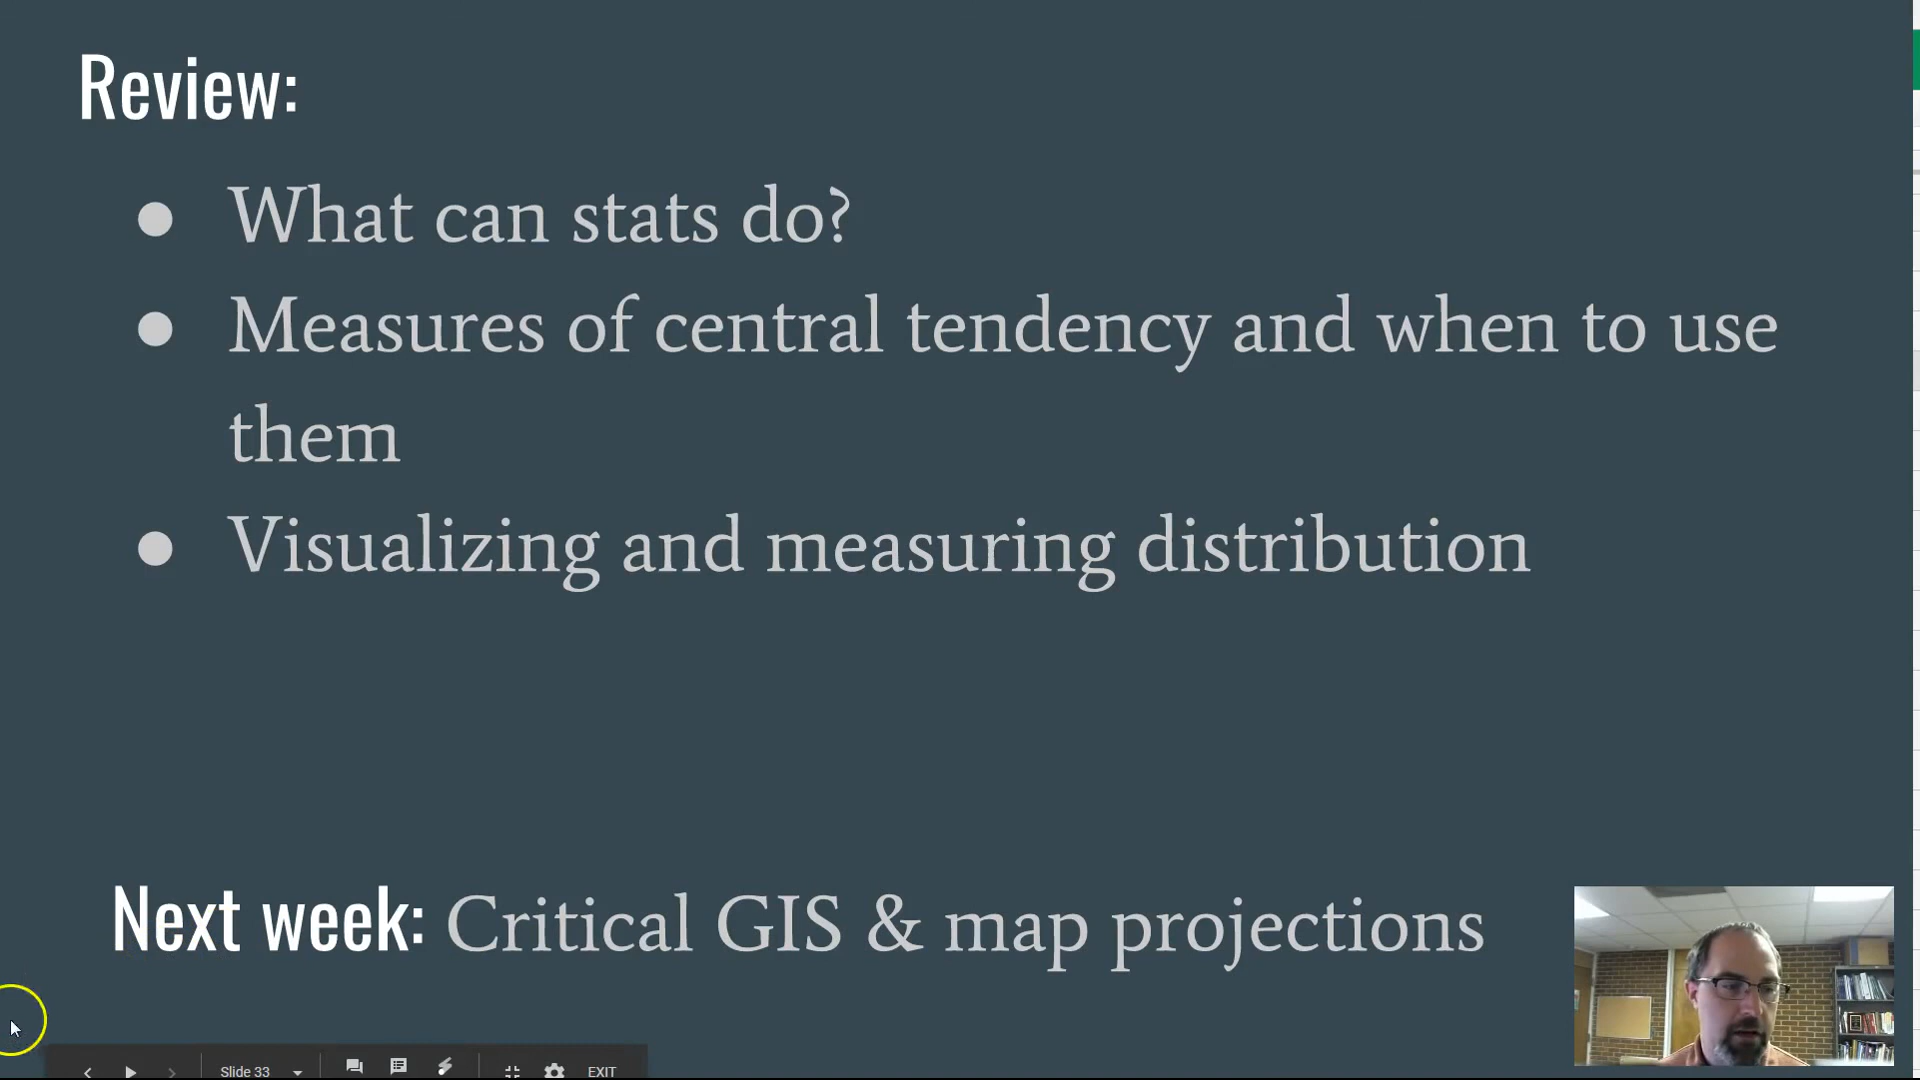 Review:
● What can stats do?
● Measures of central tendency and when to use
them
● Visualizing and measuring distribution
Next week: Critical GIS & map projections
Slide 33
EXIT